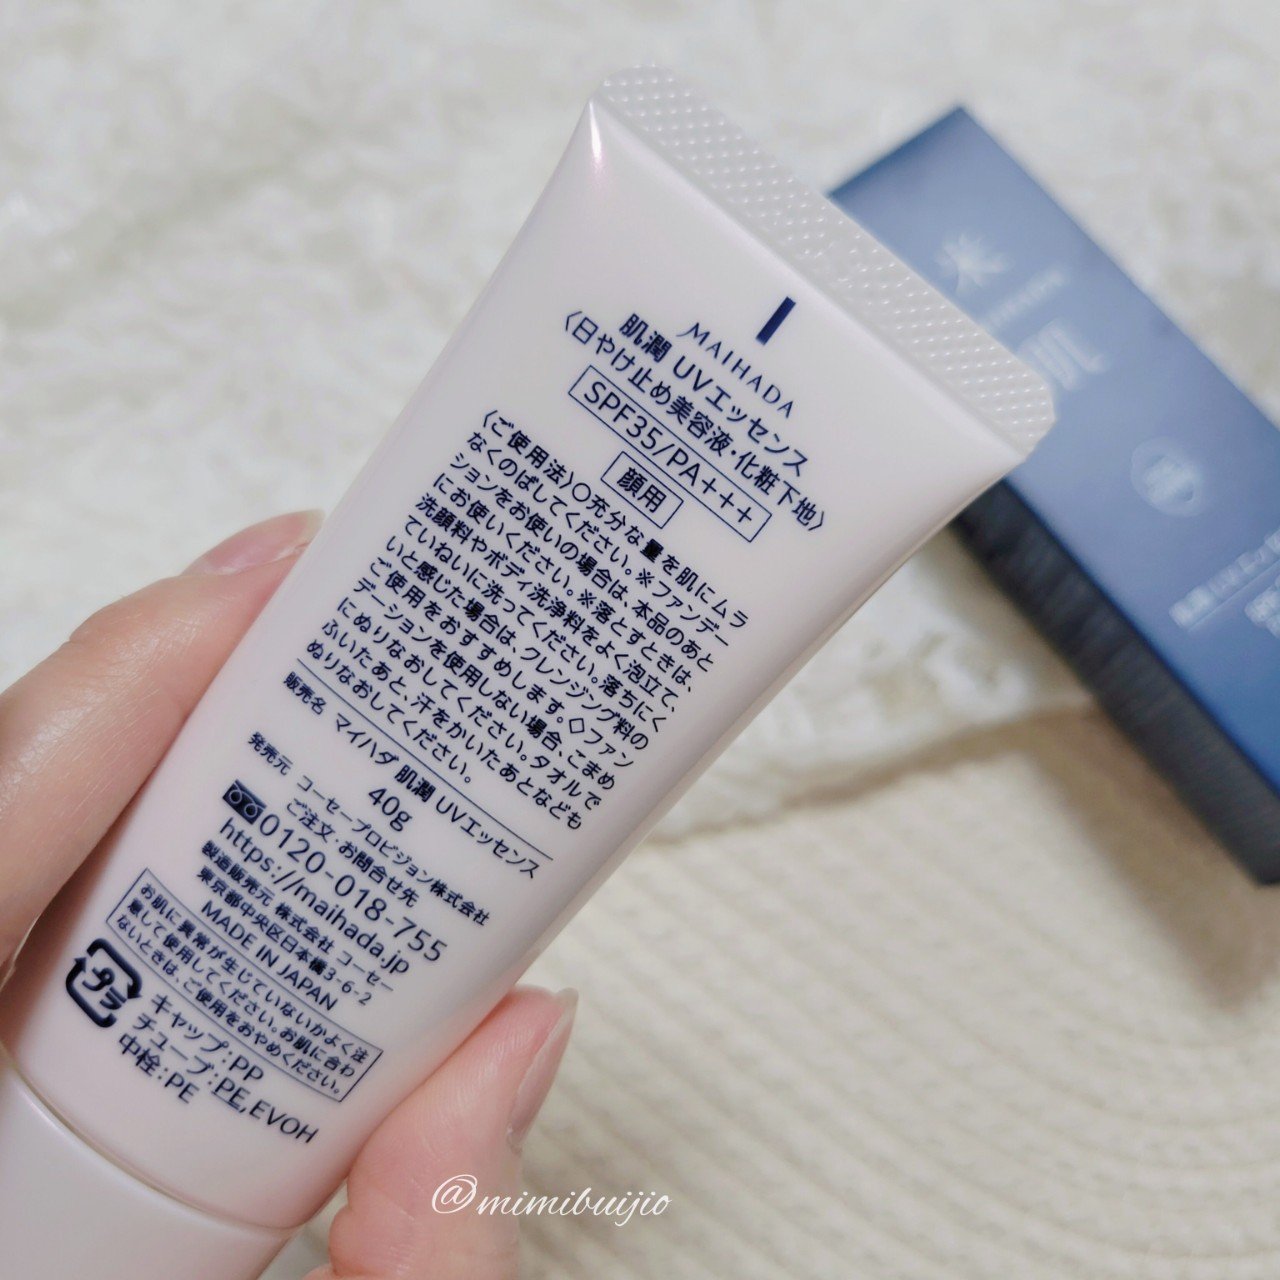 MAIHADA
肌潤 UVエッセンス
〈日やけ止め美容液・化粧下地〉
SPF35/PA+++
顔用
〈ご使用法〉○充分な量を肌にムラ
なくのばしてください。※ファンデー
ションをお使いの場合は、本品のあと
にお使いください。※落とすときは、
洗顔料やボディ洗浄料をよく泡立て、
ていねいに洗ってください。落ちにく
いと感じた場合は、クレンジング料の
ご使用をおすすめします。◇ファン
デーションを使用しない場合、こまめ
にぬりなおしてください。タオルで
ふいたあと、汗をかいたあとなども
ぬりなおしてください。
販売名 マイハダ 肌潤 UVエッセンス
40g
発売元 コーセープロビジョン株式会社
ご注文・お問合せ先
0120-018-755
https://maihada.jp
製造販売元 株式会社 コーセー
東京都中央区日本橋3-6-2
MADE IN JAPAN
お肌に異常が生じていないかよく注
意して使用してください。お肌に合わ
ないときは、ご使用をおやめください。
プラ
キャップ:PP
チューブ:PE,EVOH
中栓:PE
米
肌
@mimibuijio